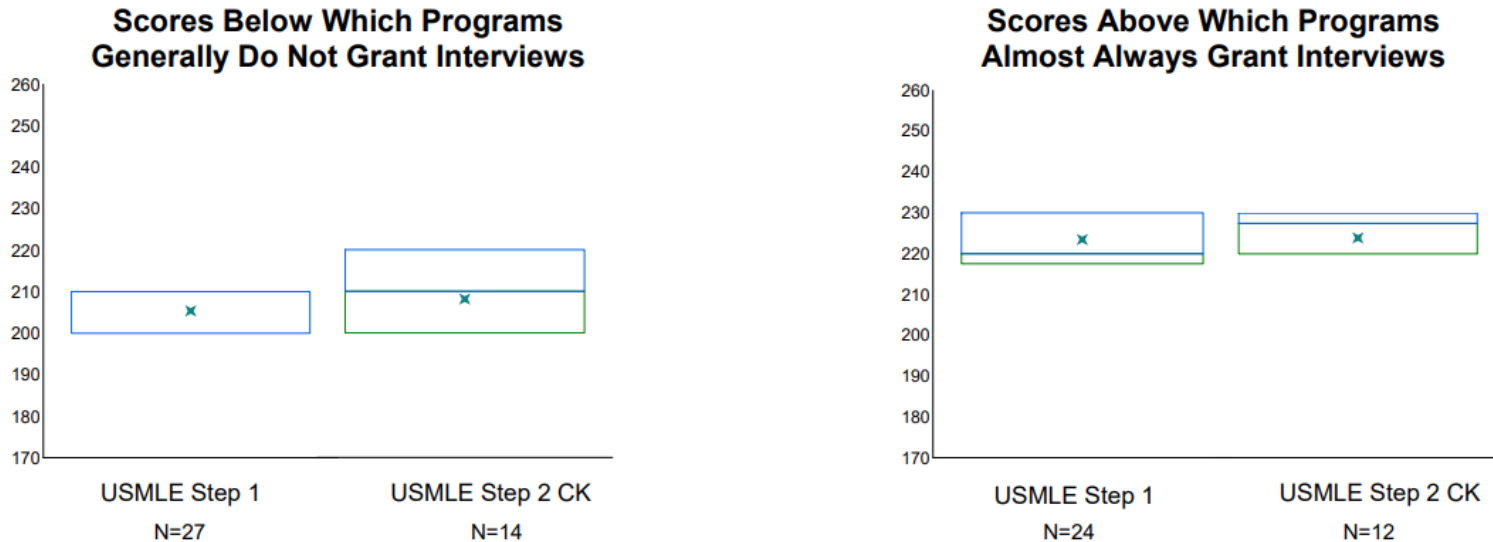 Scores Below Which Programs
Generally Do Not Grant Interviews
260
250
240
230
220
210
200
190
180
170
USMLE Step 1
USMLE Step 2 CK
N=27
N=14
Scores Above Which Programs
Almost Always Grant Interviews
260
250
240
230
220
210
200
190
180
170
USMLE Step 1
USMLE Step 2 CK
N=24
N=12